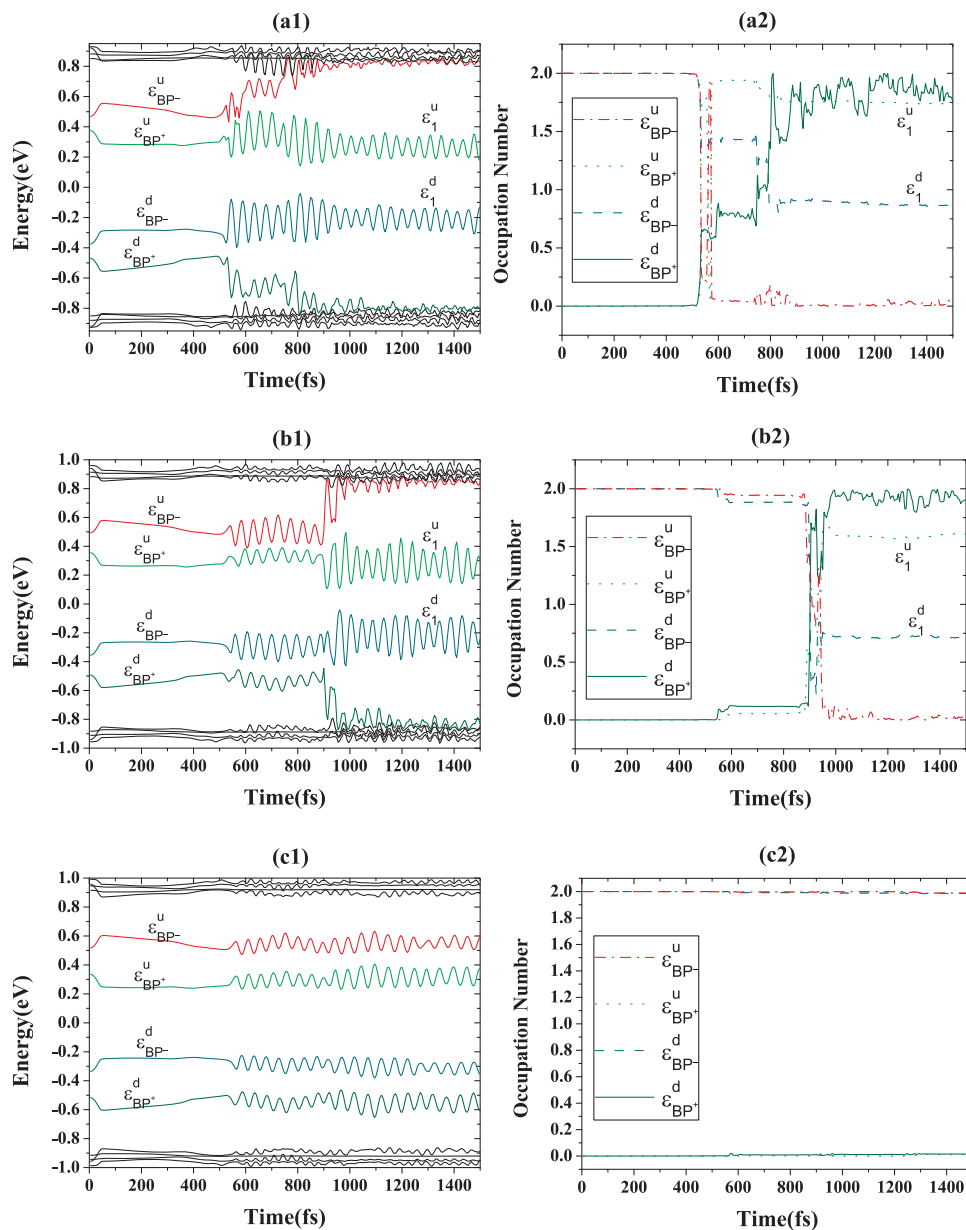 (a1)
(a2)
Energy(eV)
0.8
0.6
0.4
0.2
0.0
-0.2
-0.4
-0.6
-0.8
ε^u_BP-
ε^u_BP+
ε^u_1
ε^d_BP-
ε^d_1
ε^d_BP+
0 200 400 600 800 1000 1200 1400
Time(fs)
Occupation Number
2.0
1.5
1.0
0.5
0.0
ε^u_BP-
ε^u_BP+
ε^d_BP-
ε^d_BP+
ε^u_1
ε^d_1
0 200 400 600 800 1000 1200 1400
Time(fs)
(b1)
(b2)
Energy(eV)
1.0
0.8
0.6
0.4
0.2
0.0
-0.2
-0.4
-0.6
-0.8
-1.0
ε^u_BP-
ε^u_BP+
ε^u_1
ε^d_BP-
ε^d_1
ε^d_BP+
0 200 400 600 800 1000 1200 1400
Time(fs)
Occupation Number
2.0
1.5
1.0
0.5
0.0
ε^u_BP-
ε^u_BP+
ε^d_BP-
ε^d_BP+
ε^u_1
ε^d_1
0 200 400 600 800 1000 1200 1400
Time(fs)
(c1)
(c2)
Energy(eV)
1.0
0.8
0.6
0.4
0.2
0.0
-0.2
-0.4
-0.6
-0.8
-1.0
ε^u_BP-
ε^u_BP+
ε^d_BP-
ε^d_BP+
0 200 400 600 800 1000 1200 1400
Time(fs)
Occupation Number
2.0
1.8
1.6
1.4
1.2
1.0
0.8
0.6
0.4
0.2
0.0
ε^u_BP-
ε^u_BP+
ε^d_BP-
ε^d_BP+
0 200 400 600 800 1000 1200 1400
Time(fs)